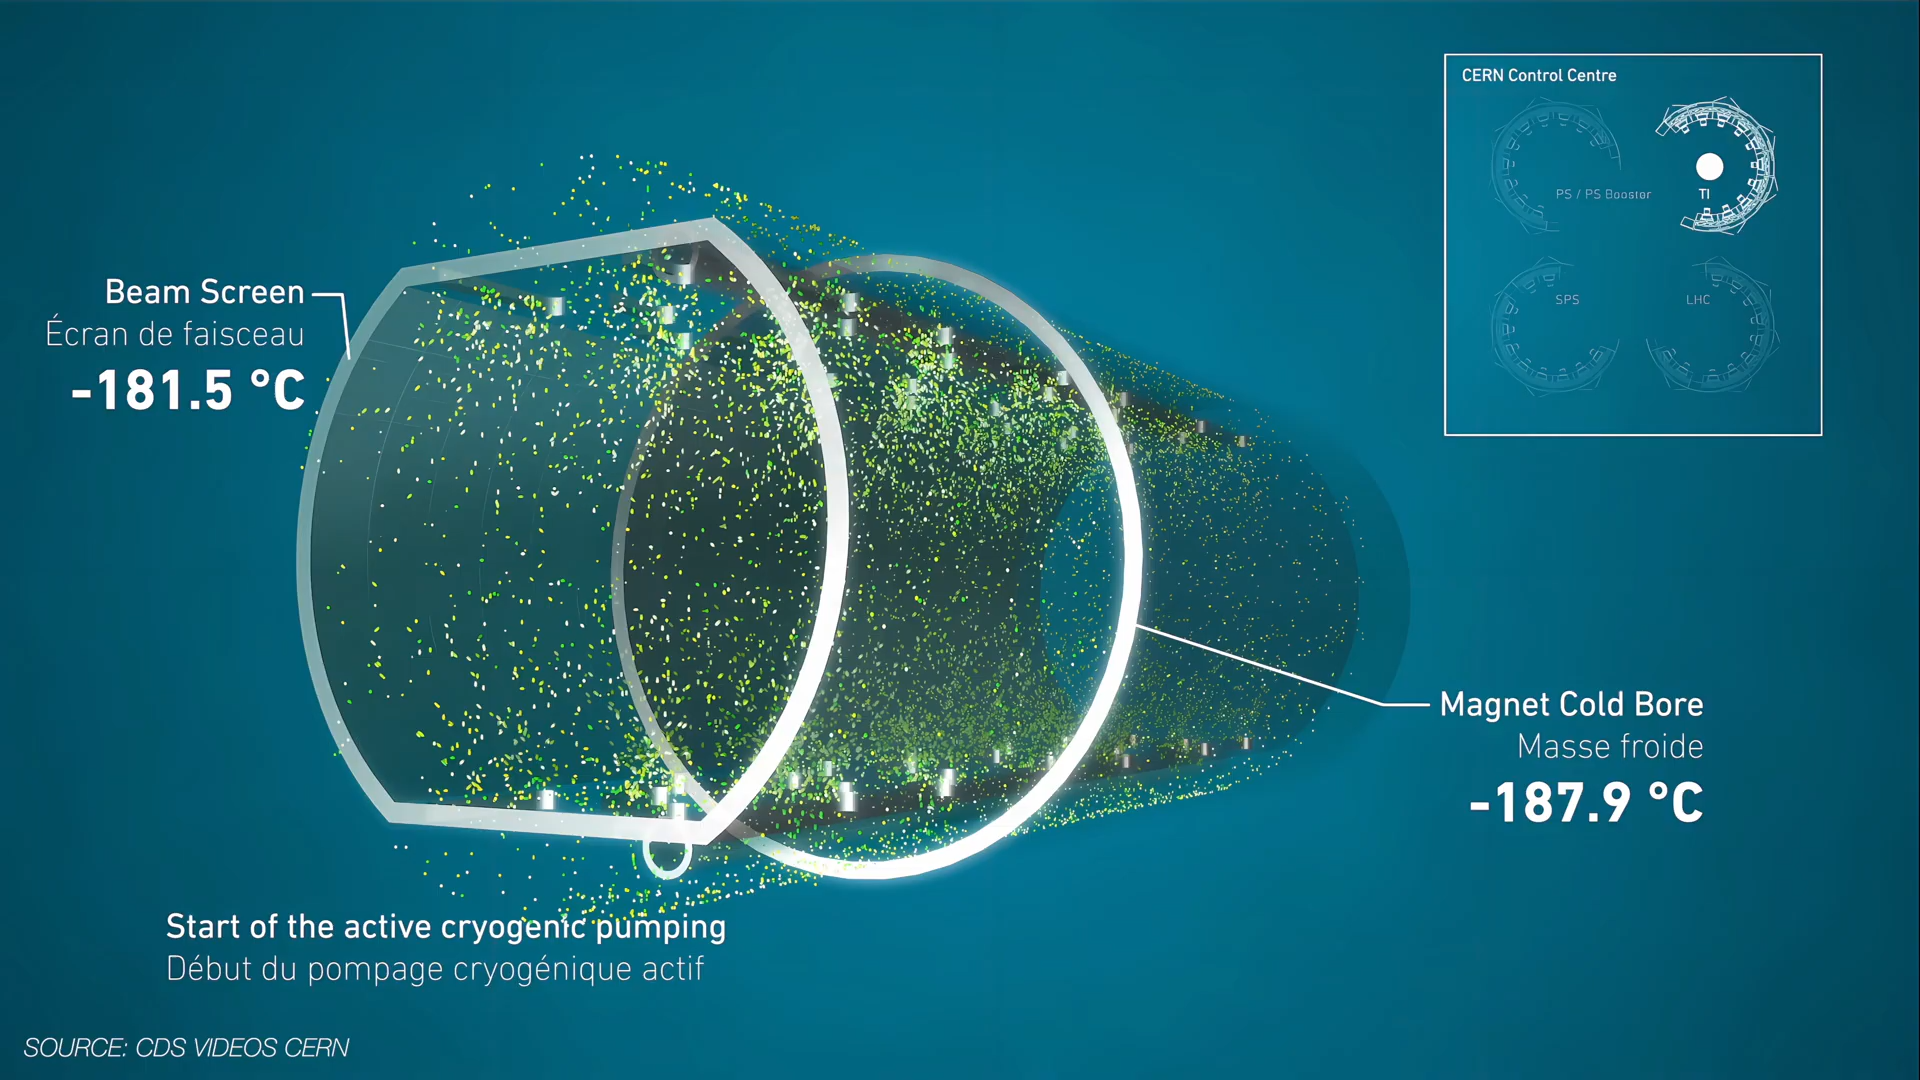 CERN Control Centre
PS / PS Booster
TI
SPS
LHC
Beam Screen
Écran de faisceau
-181.5 °C
Magnet Cold Bore
Masse froide
-187.9 °C
Start of the active cryogenic pumping
Début du pompage cryogénique actif
SOURCE: CDS VIDEOS CERN